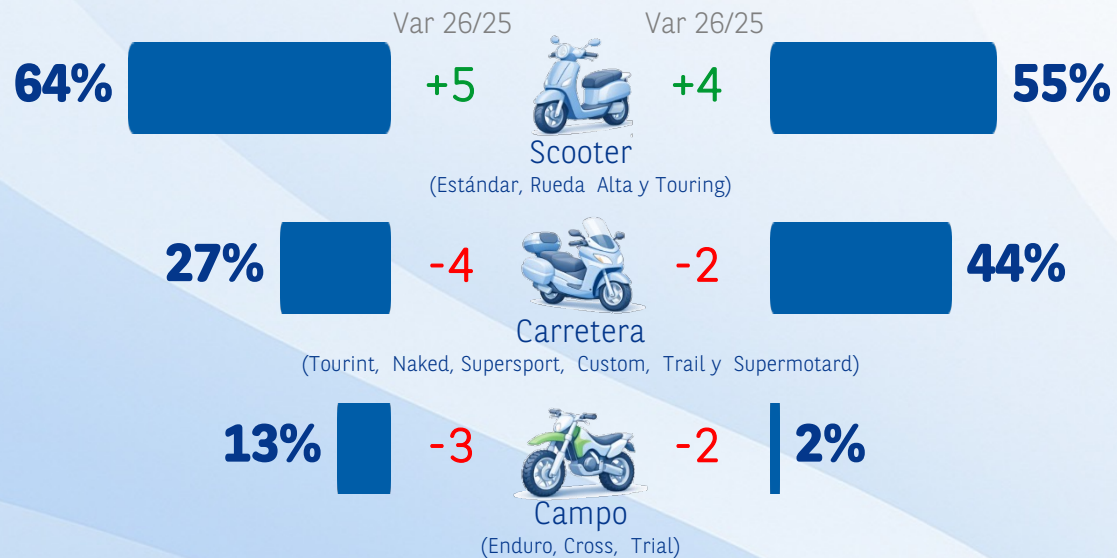 Var 26/25 Var 26/25
64% +5 +4 55%
Scooter
(Estándar, Rueda Alta y Touring)
27% -4 -2 44%
Carretera
(Tourint, Naked, Supersport, Custom, Trail y Supermotard)
13% -3 -2 2%
Campo
(Enduro, Cross, Trial)